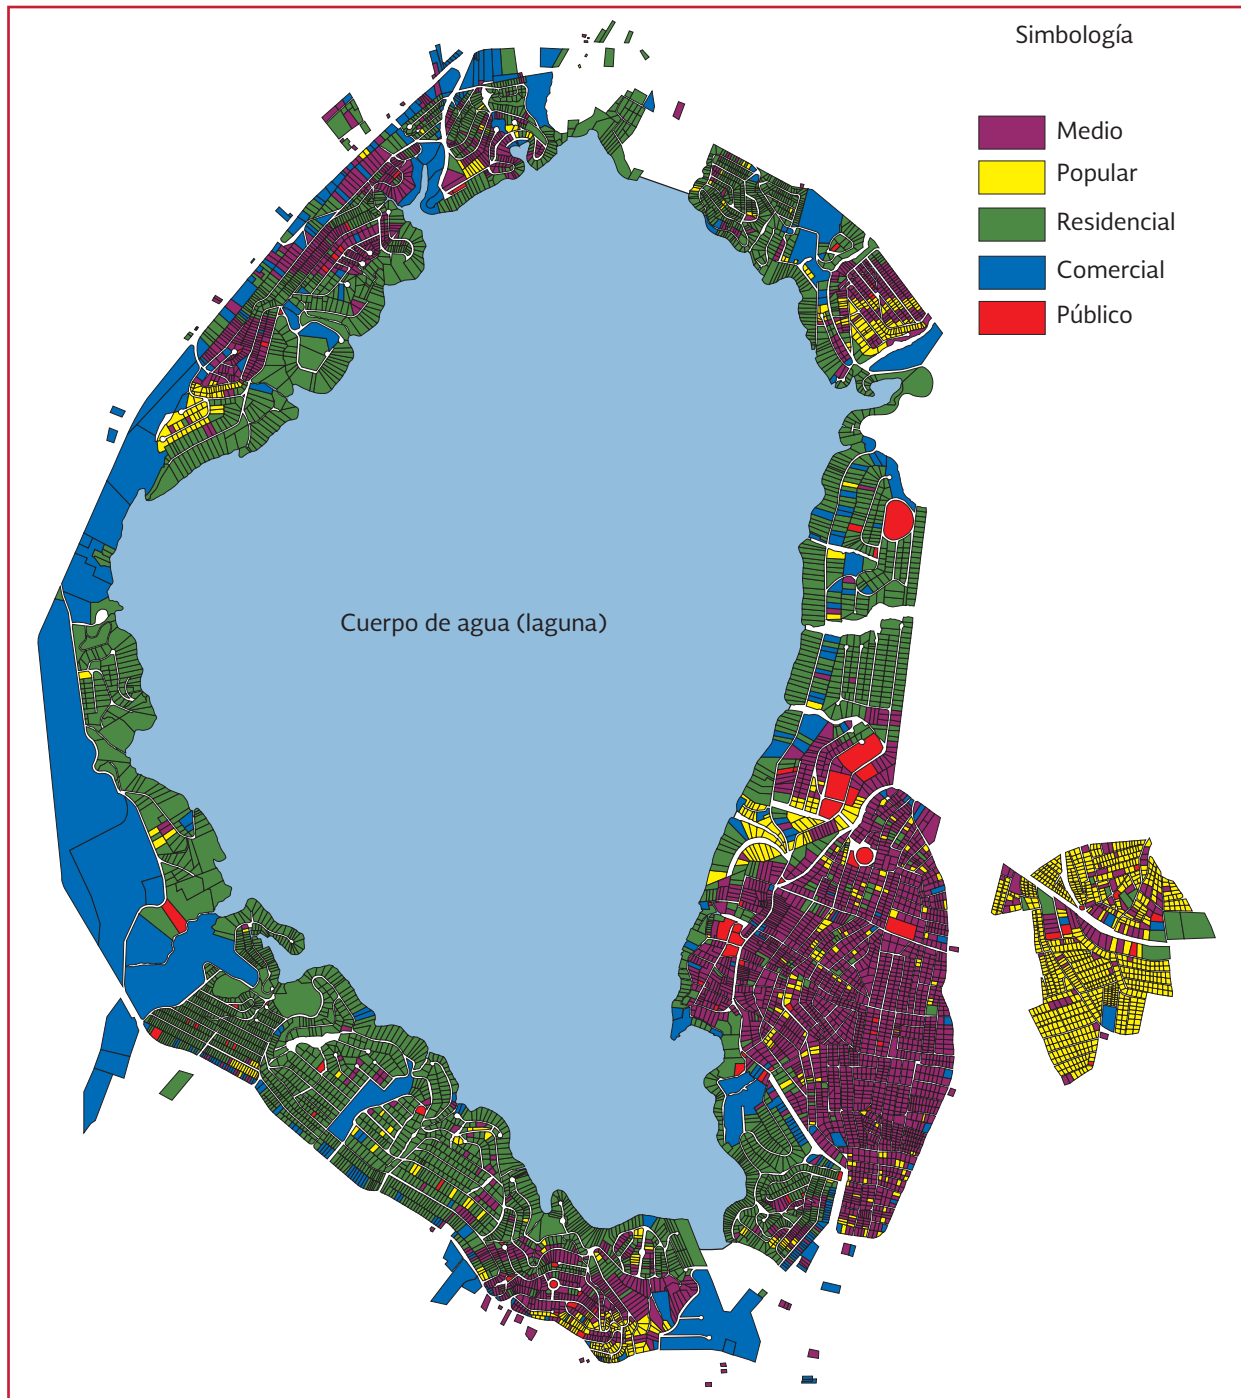 Simbología
Medio
Popular
Residencial
Comercial
Público
Cuerpo de agua (laguna)